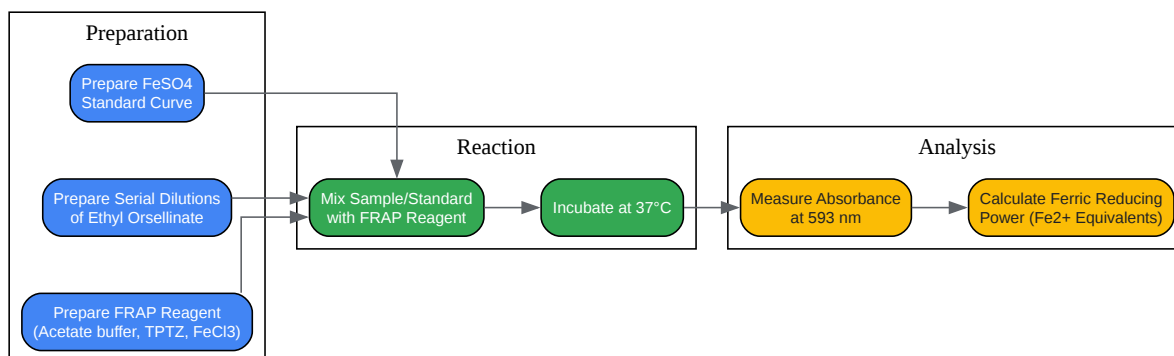 Preparation
Prepare FeSO4
Standard Curve
Prepare Serial Dilutions
of Ethyl Orsellinate
Prepare FRAP Reagent
(Acetate buffer, TPTZ, FeCl3)
Reaction
Mix Sample/Standard
with FRAP Reagent
Incubate at 37°C
Analysis
Measure Absorbance
at 593 nm
Calculate Ferric Reducing
Power (Fe2+ Equivalents)